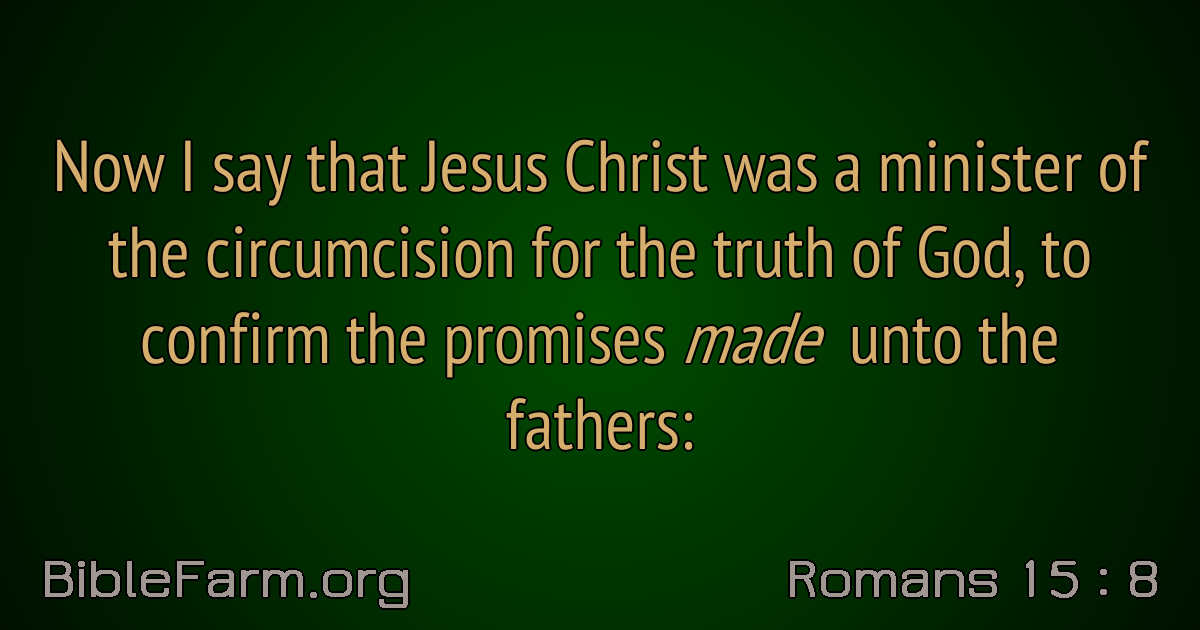 Now I say that Jesus Christ was a minister of
the circumcision for the truth of God, to
confirm the promises made unto the
fathers:
BibleFarm.org
Romans 15 : 8